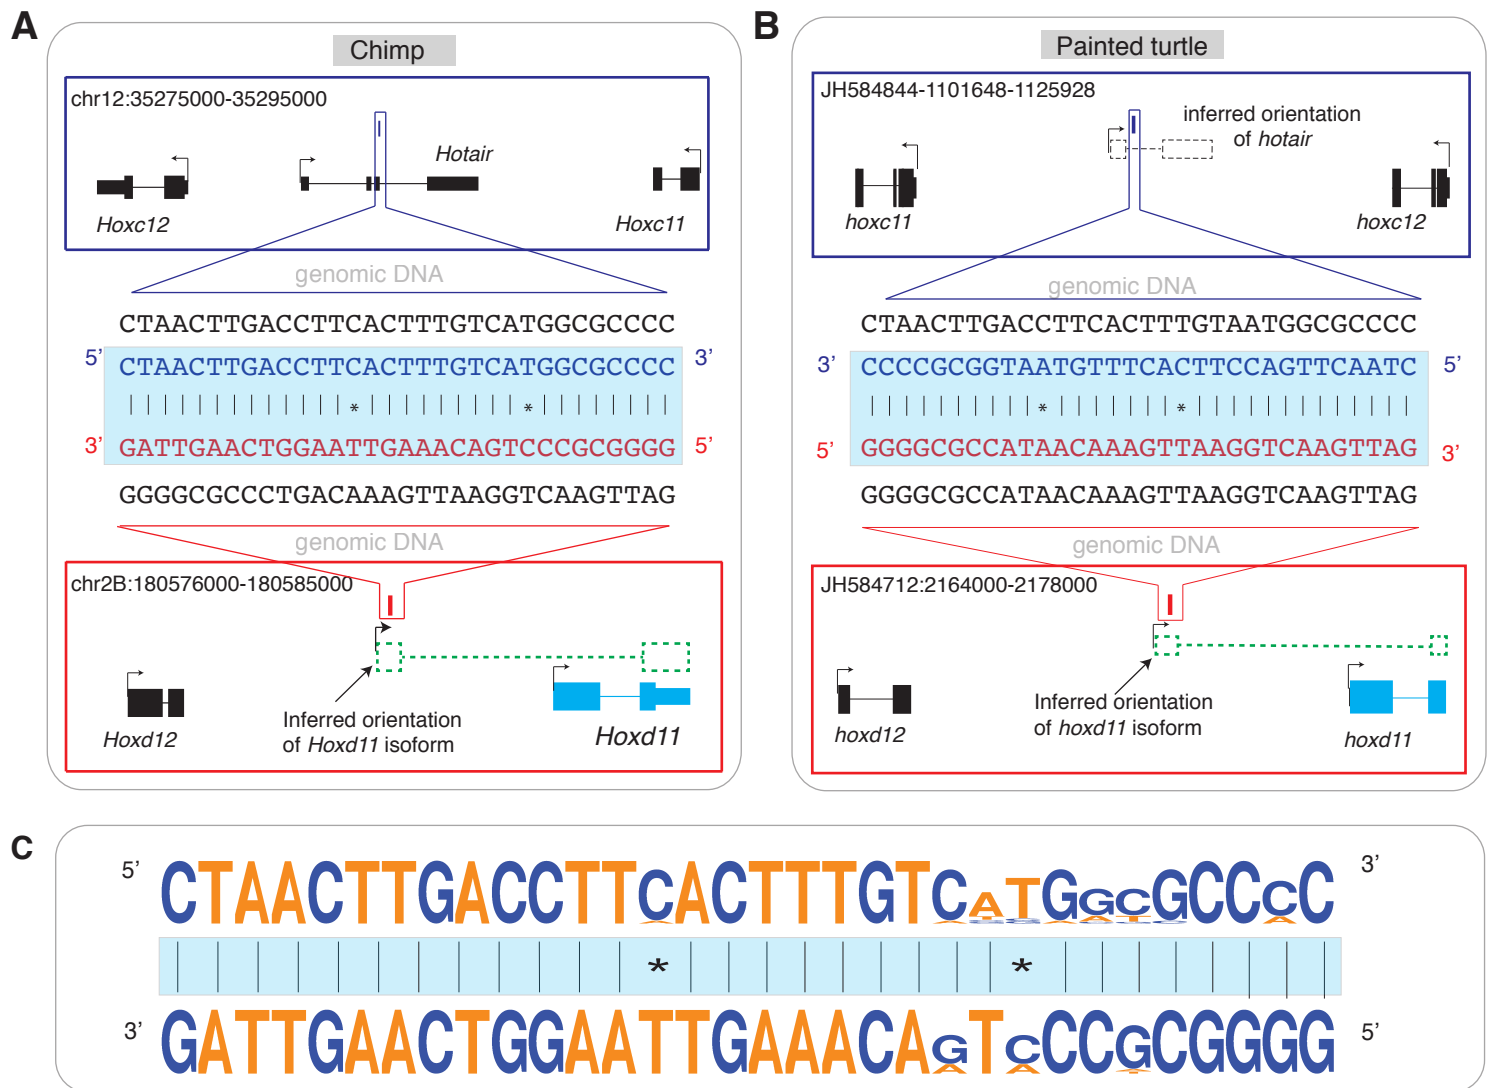 A
Chimp
chr12:35275000-35295000
Hotair
Hoxc12
Hoxc11
genomic DNA
CTAACTTGACCTTCACTTTGTCATGGCGCCCC
5’ CTAACTTGACCTTCACTTTGTCATGGCGCCCC 3’
* *
3’ GATTGAACTGGAATTGAAACAGTCCCGCGGGG 5’
GGGGCGCCCTGACAAAGTTAAGGTCAAGTTAG
genomic DNA
chr2B:180576000-180585000
Hoxd12
Inferred orientation
of Hoxd11 isoform
Hoxd11
B
Painted turtle
JH584844-1101648-1125928
inferred orientation
of hotair
hoxc11
hoxc12
genomic DNA
CTAACTTGACCTTCACTTTGTAATGGCGCCCC
3’ CCCCGCGGTAATGTTTCACTTCCAGTTCAATC 5’
* *
5’ GGGGCGCCATAACAAAGTTAAGGTCAAGTTAG 3’
GGGGCGCCATAACAAAGTTAAGGTCAAGTTAG
genomic DNA
JH584712:2164000-2178000
hoxd12
Inferred orientation
of hoxd11 isoform
hoxd11
C
5’ CTAACTTGACCTTCACTTTGTCATGGCGCCCC 3’
* *
3’ GATTGAACTGGAATTGAAACAGTCCCGCGGGG 5’